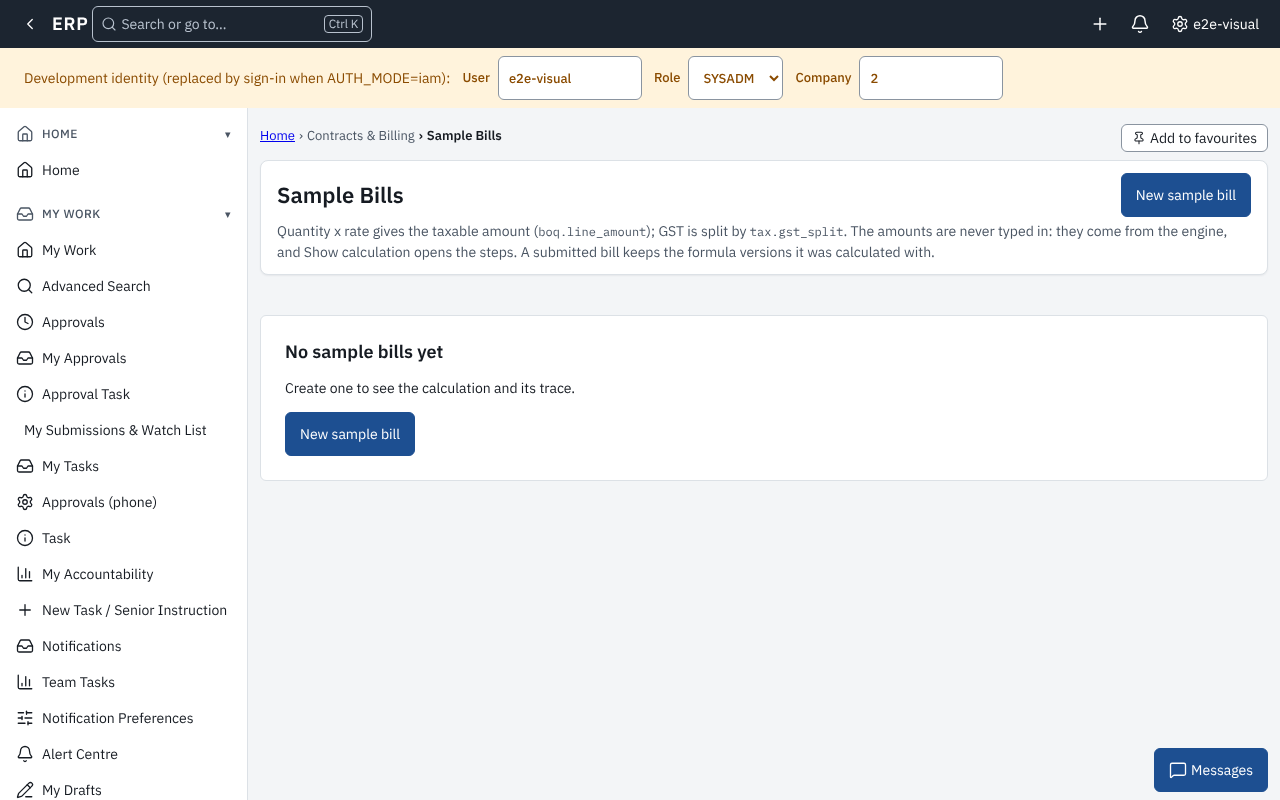 ERP
Search or go to...
Ctrl K
e2e-visual
Development identity (replaced by sign-in when AUTH_MODE=iam):
User
e2e-visual
Role
SYSADM
Company
2
HOME
Home
MY WORK
My Work
Advanced Search
Approvals
My Approvals
Approval Task
My Submissions & Watch List
My Tasks
Approvals (phone)
Task
My Accountability
New Task / Senior Instruction
Notifications
Team Tasks
Notification Preferences
Alert Centre
My Drafts
Home › Contracts & Billing › Sample Bills
Add to favourites
Sample Bills
New sample bill
Quantity x rate gives the taxable amount (boq.line_amount); GST is split by tax.gst_split. The amounts are never typed in: they come from the engine,
and Show calculation opens the steps. A submitted bill keeps the formula versions it was calculated with.
No sample bills yet
Create one to see the calculation and its trace.
New sample bill
Messages